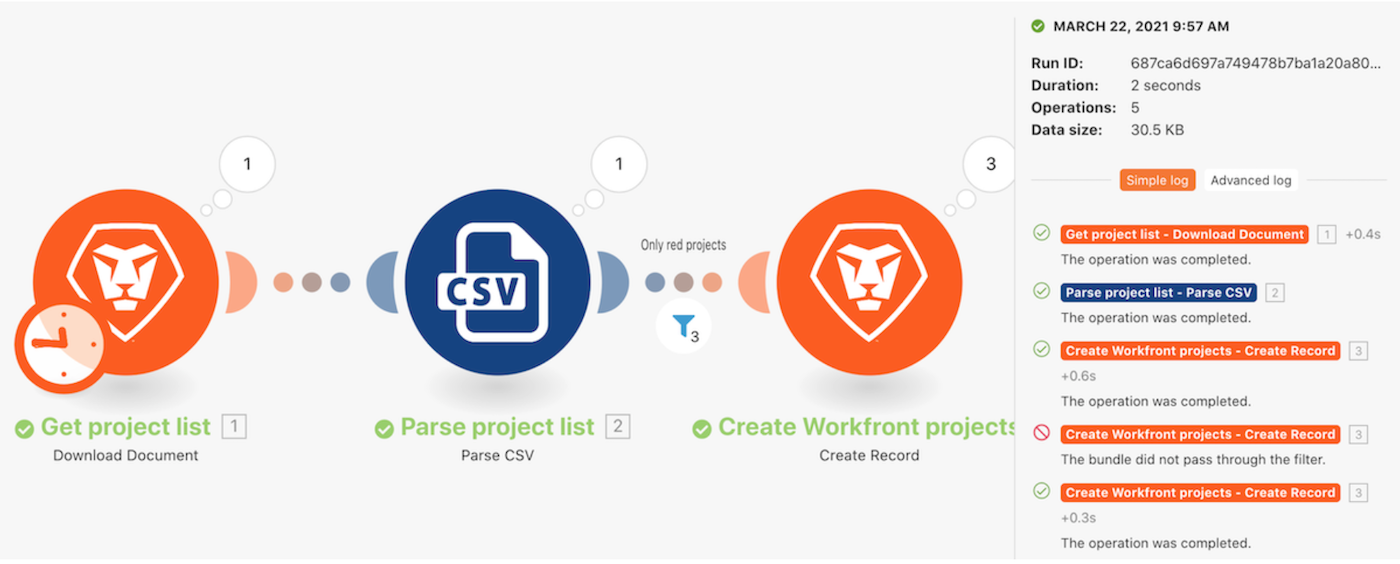 1
1
3
Only red projects
CSV
3
Get project list 1
Download Document
Parse project list 2
Parse CSV
Create Workfront projects
Create Record
MARCH 22, 2021 9:57 AM
Run ID: 687ca6d697a749478b7ba1a20a80...
Duration: 2 seconds
Operations: 5
Data size: 30.5 KB
Simple log Advanced log
Get project list - Download Document 1 +0.4s
The operation was completed.
Parse project list - Parse CSV 2
The operation was completed.
Create Workfront projects - Create Record 3
+0.6s
The operation was completed.
Create Workfront projects - Create Record 3
The bundle did not pass through the filter.
Create Workfront projects - Create Record 3
+0.3s
The operation was completed.